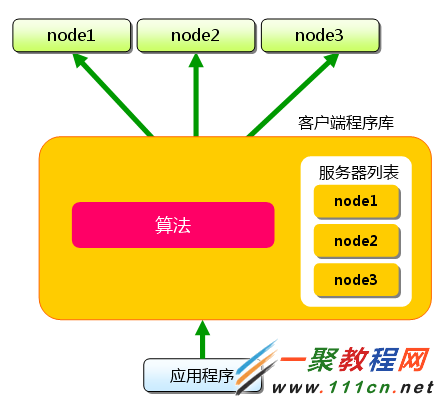 node1
node2
node3
客户端程序库
服务器列表
node1
算法
node2
node3
应用程序
一聚教程网
www.111cn.net